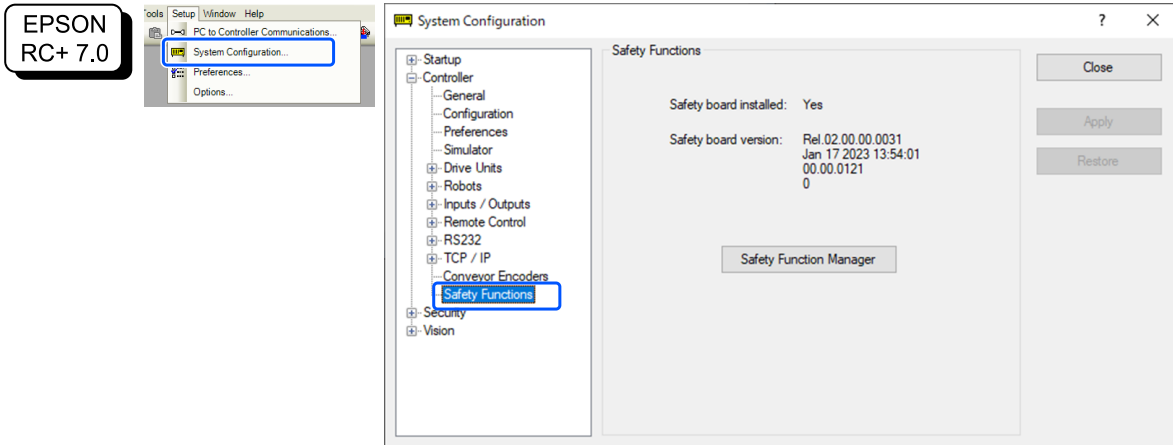 EPSON
RC+ 7.0
ools Setup Window Help
PC to Controller Communications...
System Configuration...
Preferences...
Options...
System Configuration
? ×
Startup
Controller
General
Configuration
Preferences
Simulator
Drive Units
Robots
Inputs / Outputs
Remote Control
RS232
TCP / IP
Conveyor Encoders
Safety Functions
Security
Vision
Safety Functions
Safety board installed: Yes
Safety board version: Rel.02.00.00.0031
Jan 17 2023 13:54:01
00.00.0121
0
Safety Function Manager
Close
Apply
Restore